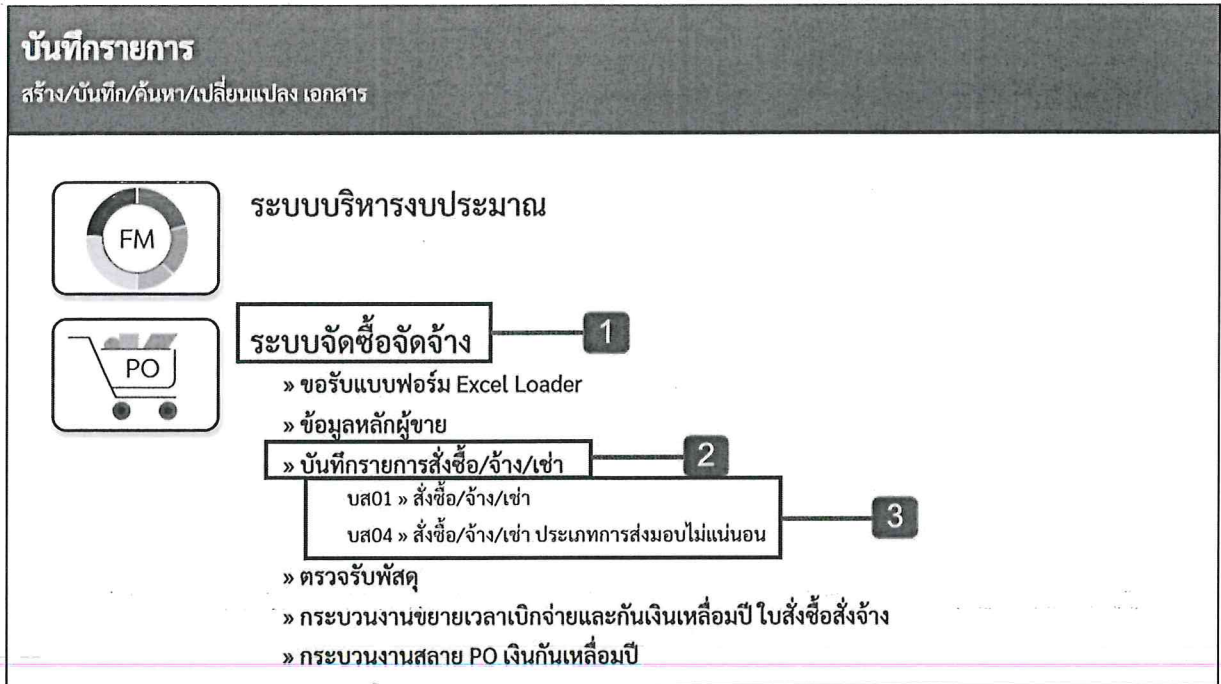 บันทึกรายการ
สร้าง/บันทึก/ค้นหา/เปลี่ยนแปลง เอกสาร
FM
ระบบบริหารงบประมาณ
PO
ระบบจัดซื้อจัดจ้าง
1
» ขอรับแบบฟอร์ม Excel Loader
» ข้อมูลหลักผู้ขาย
» บันทึกรายการสั่งซื้อ/จ้าง/เช่า
2
บส01 » สั่งซื้อ/จ้าง/เช่า
บส04 » สั่งซื้อ/จ้าง/เช่า ประเภทการส่งมอบไม่แน่นอน
3
» ตรวจรับพัสดุ
» กระบวนงานขยายเวลาเบิกจ่ายและกันเงินเหลื่อมปี ใบสั่งซื้อสั่งจ้าง
» กระบวนงานสลาย PO เงินกันเหลื่อมปี